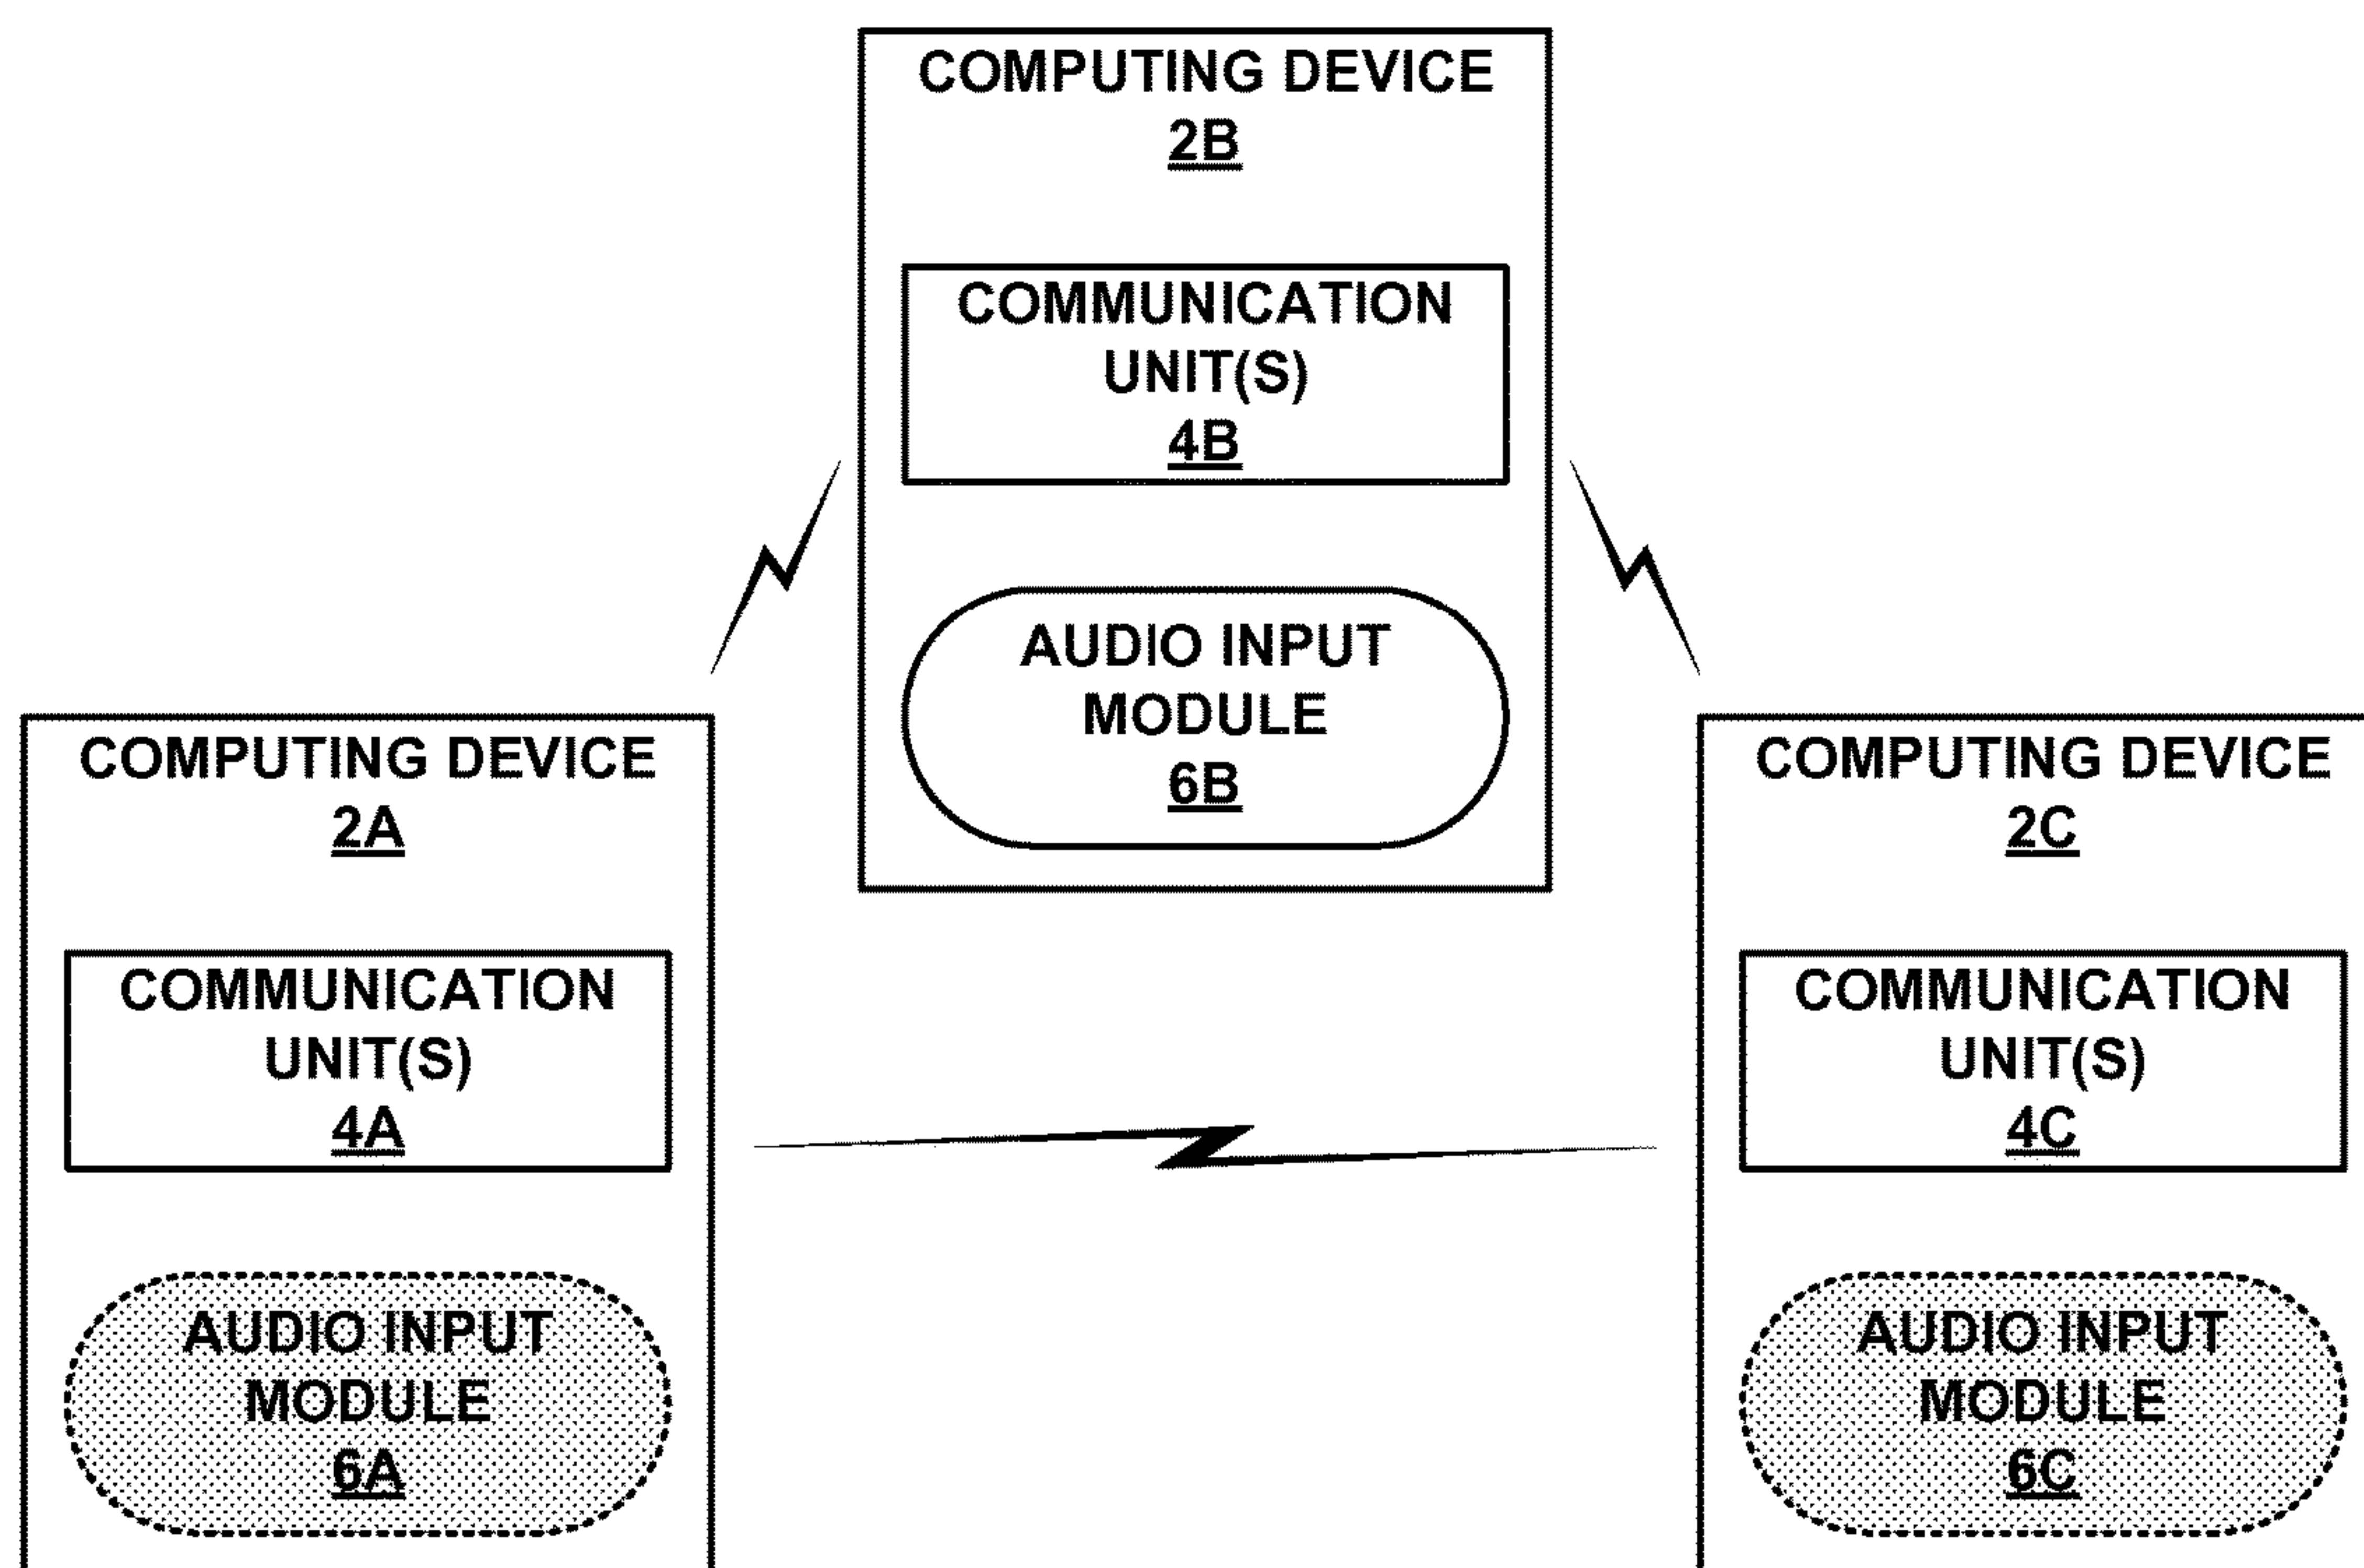 COMPUTING DEVICE
2B
COMMUNICATION
UNIT(S)
4B
AUDIO INPUT
MODULE
6B
COMPUTING DEVICE
2A
COMMUNICATION
UNIT(S)
4A
AUDIO INPUT
MODULE
6A
COMPUTING DEVICE
2C
COMMUNICATION
UNIT(S)
4C
AUDIO INPUT
MODULE
6C